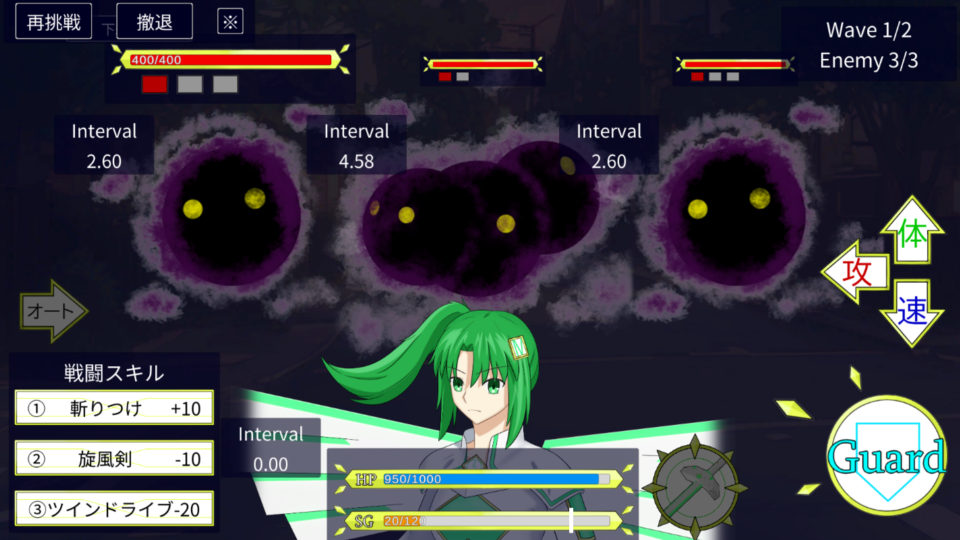 再挑戦
下
撤退
※
Wave 1/2
Enemy 3/3
400/400
Interval
2.60
Interval
4.58
Interval
2.60
体
攻
速
オート
戦闘スキル
① 斬りつけ +10
② 旋風剣 -10
③ツインドライブ-20
Interval
0.00
M
HP 950/1000
SG 20/120
Guard